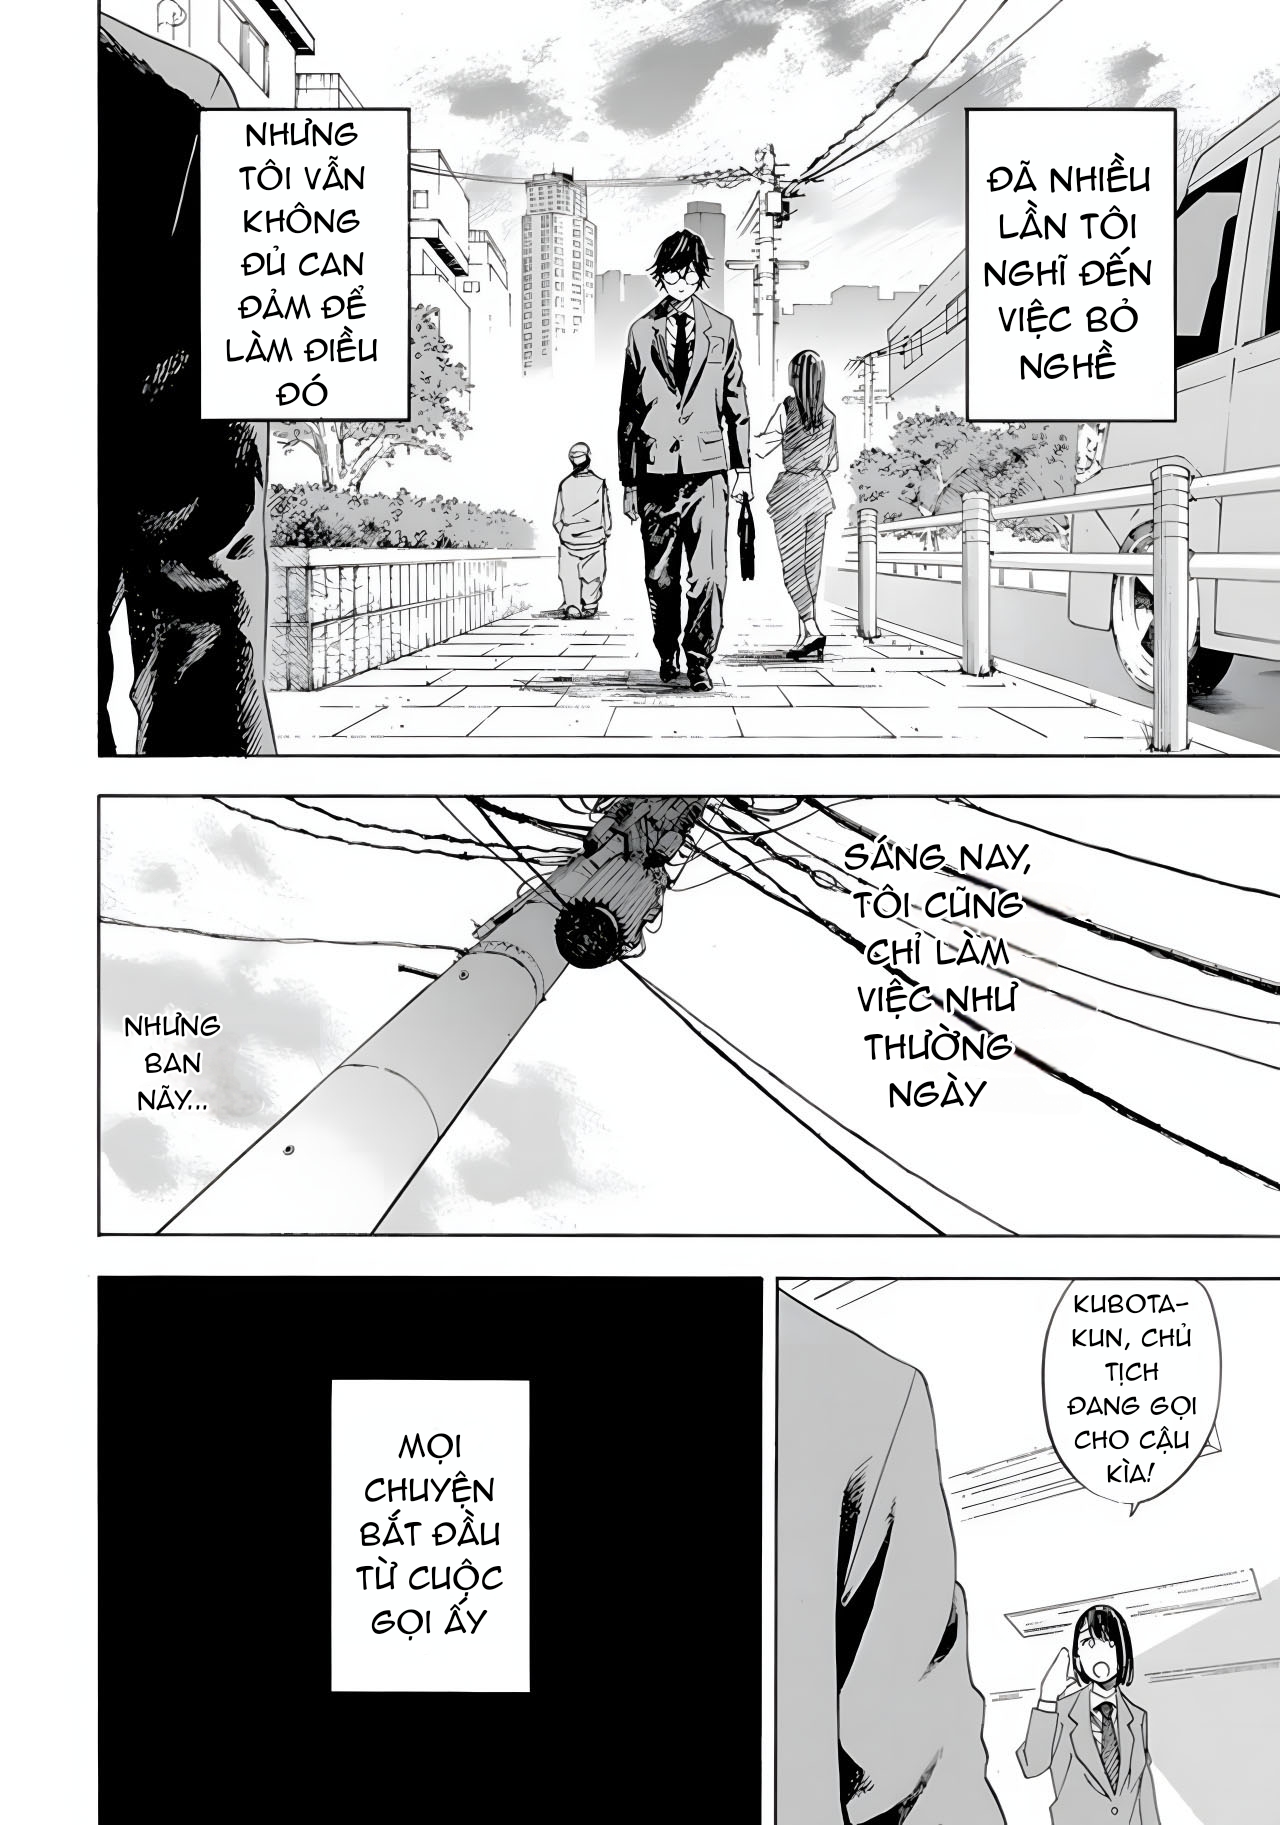 ĐÃ NHIỀU
LẦN TÔI
NGHĨ ĐẾN
VIỆC BỎ
NGHỀ
NHƯNG
TÔI VẪN
KHÔNG
ĐỦ CAN
ĐẢM ĐỂ
LÀM ĐIỀU
ĐÓ
SÁNG NAY,
TÔI CŨNG
CHỈ LÀM
VIỆC NHƯ
THƯỜNG
NGÀY
NHƯNG
BAN
NÃY...
KUBOTA-
KUN, CHỦ
TỊCH
ĐANG GỌI
CHO CẬU
KÌA!
MỌI
CHUYỆN
BẮT ĐẦU
TỪ CUỘC
GỌI ẤY